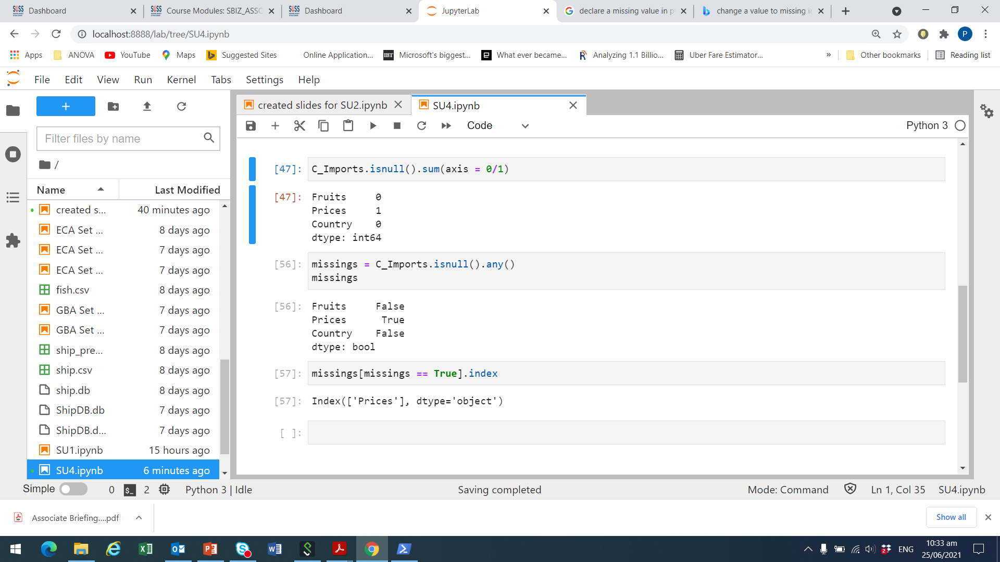 Dashboard
Course Modules: SBIZ_ASSC
Dashboard
JupyterLab
declare a missing value in p
change a value to missing in
localhost:8888/lab/tree/SU4.ipynb
P
Apps
ANOVA
YouTube
Maps
Suggested Sites
Online Application...
Microsoft's biggest...
What ever became...
Analyzing 1.1 Billio...
Uber Fare Estimator...
»
Other bookmarks
Reading list
File Edit View Run Kernel Tabs Settings Help
created slides for SU2.ipynb
SU4.ipynb
Code
Python 3
Filter files by name
/
Name Last Modified
created s... 40 minutes ago
ECA Set ... 8 days ago
ECA Set ... 7 days ago
ECA Set ... 7 days ago
fish.csv 8 days ago
GBA Set ... 7 days ago
GBA Set ... 7 days ago
ship_pre... 8 days ago
ship.csv 8 days ago
ship.db 8 days ago
ShipDB.db 7 days ago
ShipDB.d... 7 days ago
SU1.ipynb 15 hours ago
SU4.ipynb 6 minutes ago
[47]: C_Imports.isnull().sum(axis = 0/1)
[47]: Fruits 0
Prices 1
Country 0
dtype: int64
[56]: missings = C_Imports.isnull().any()
missings
[56]: Fruits False
Prices True
Country False
dtype: bool
[57]: missings[missings == True].index
[57]: Index(['Prices'], dtype='object')
[ ]:
Simple 0 $_ 2 Python 3 | Idle Saving completed Mode: Command Ln 1, Col 35 SU4.ipynb
Associate Briefing....pdf
Show all
ENG
10:33 am
25/06/2021